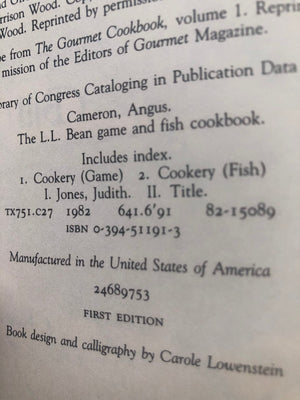 rrison Wood.
Wood. Reprinted by permiss
e from The Gourmet Cookbook, volume 1. Reprin
mission of the Editors of Gourmet Magazine.
rary of Congress Cataloging in Publication Data
Cameron, Angus.
The L.L. Bean game and fish cookbook.
Includes index.
1. Cookery (Game) 2. Cookery (Fish)
I. Jones, Judith. II. Title.
TX751.C27 1982 641.6'91 82-15089
ISBN 0-394-51191-3
Manufactured in the United States of America
24689753
FIRST EDITION
Book design and calligraphy by Carole Lowenstein